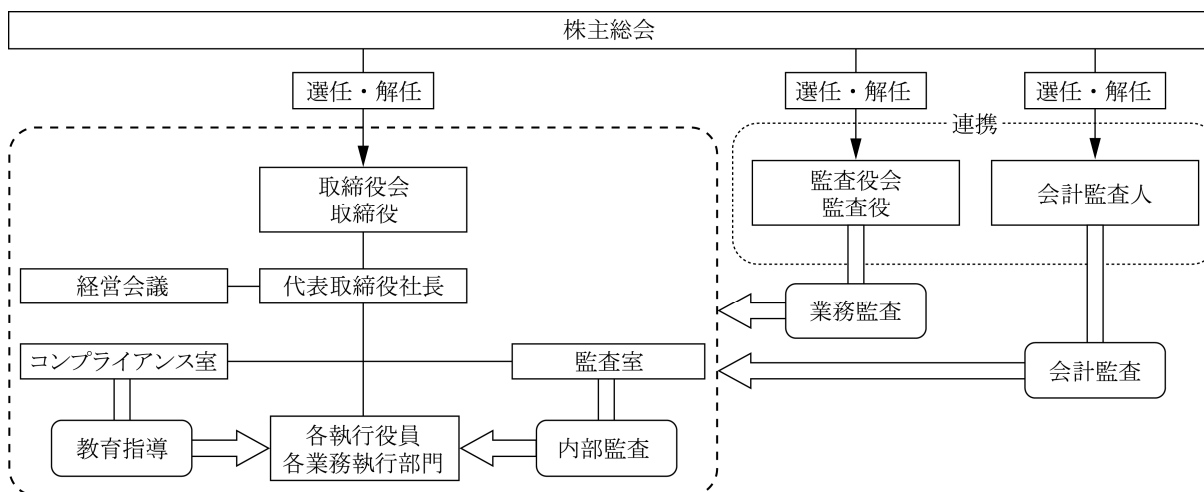 株主総会
選任・解任
選任・解任
選任・解任
連携
取締役会
取締役
監査役会
監査役
会計監査人
経営会議
代表取締役社長
業務監査
コンプライアンス室
監査室
会計監査
教育指導
各執行役員
各業務執行部門
内部監査